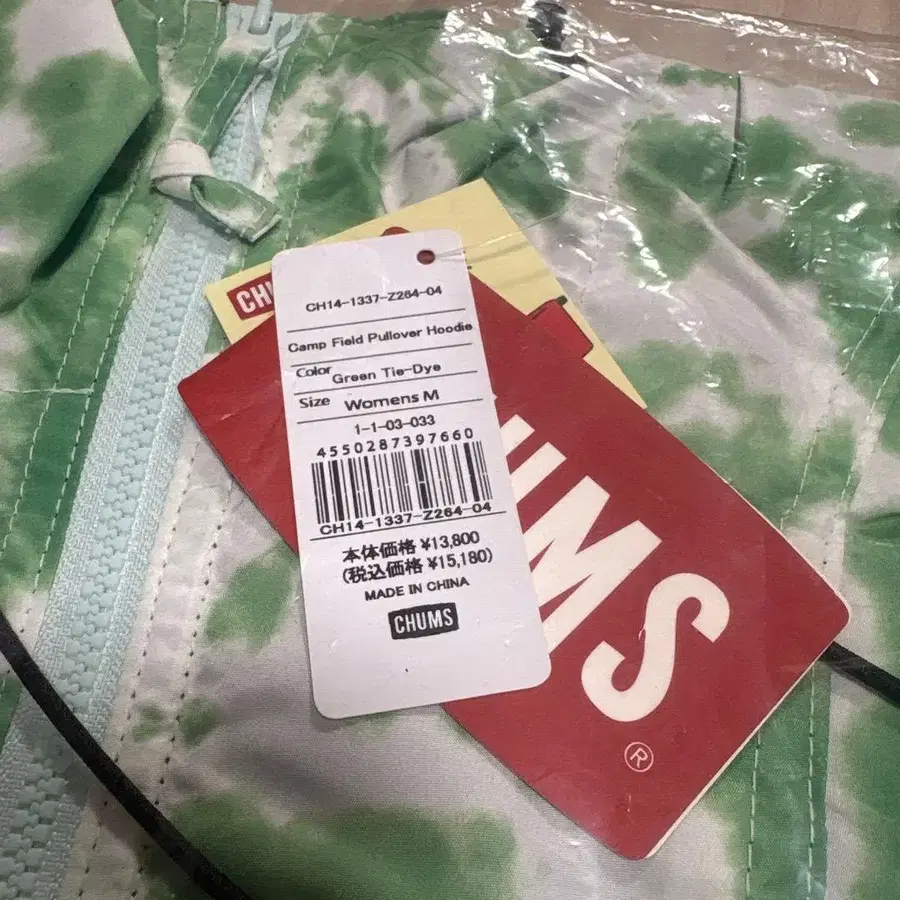 CH14-1337-Z264-04
Camp Field Pullover Hoodie
Color Green Tie-Dye
Size Womens M
1-1-03-033
4550287397660
CH14-1337-Z264-04
本体価格 ¥13,800
(税込価格 ¥15,180)
MADE IN CHINA
CHUMS
CH
UMS
®